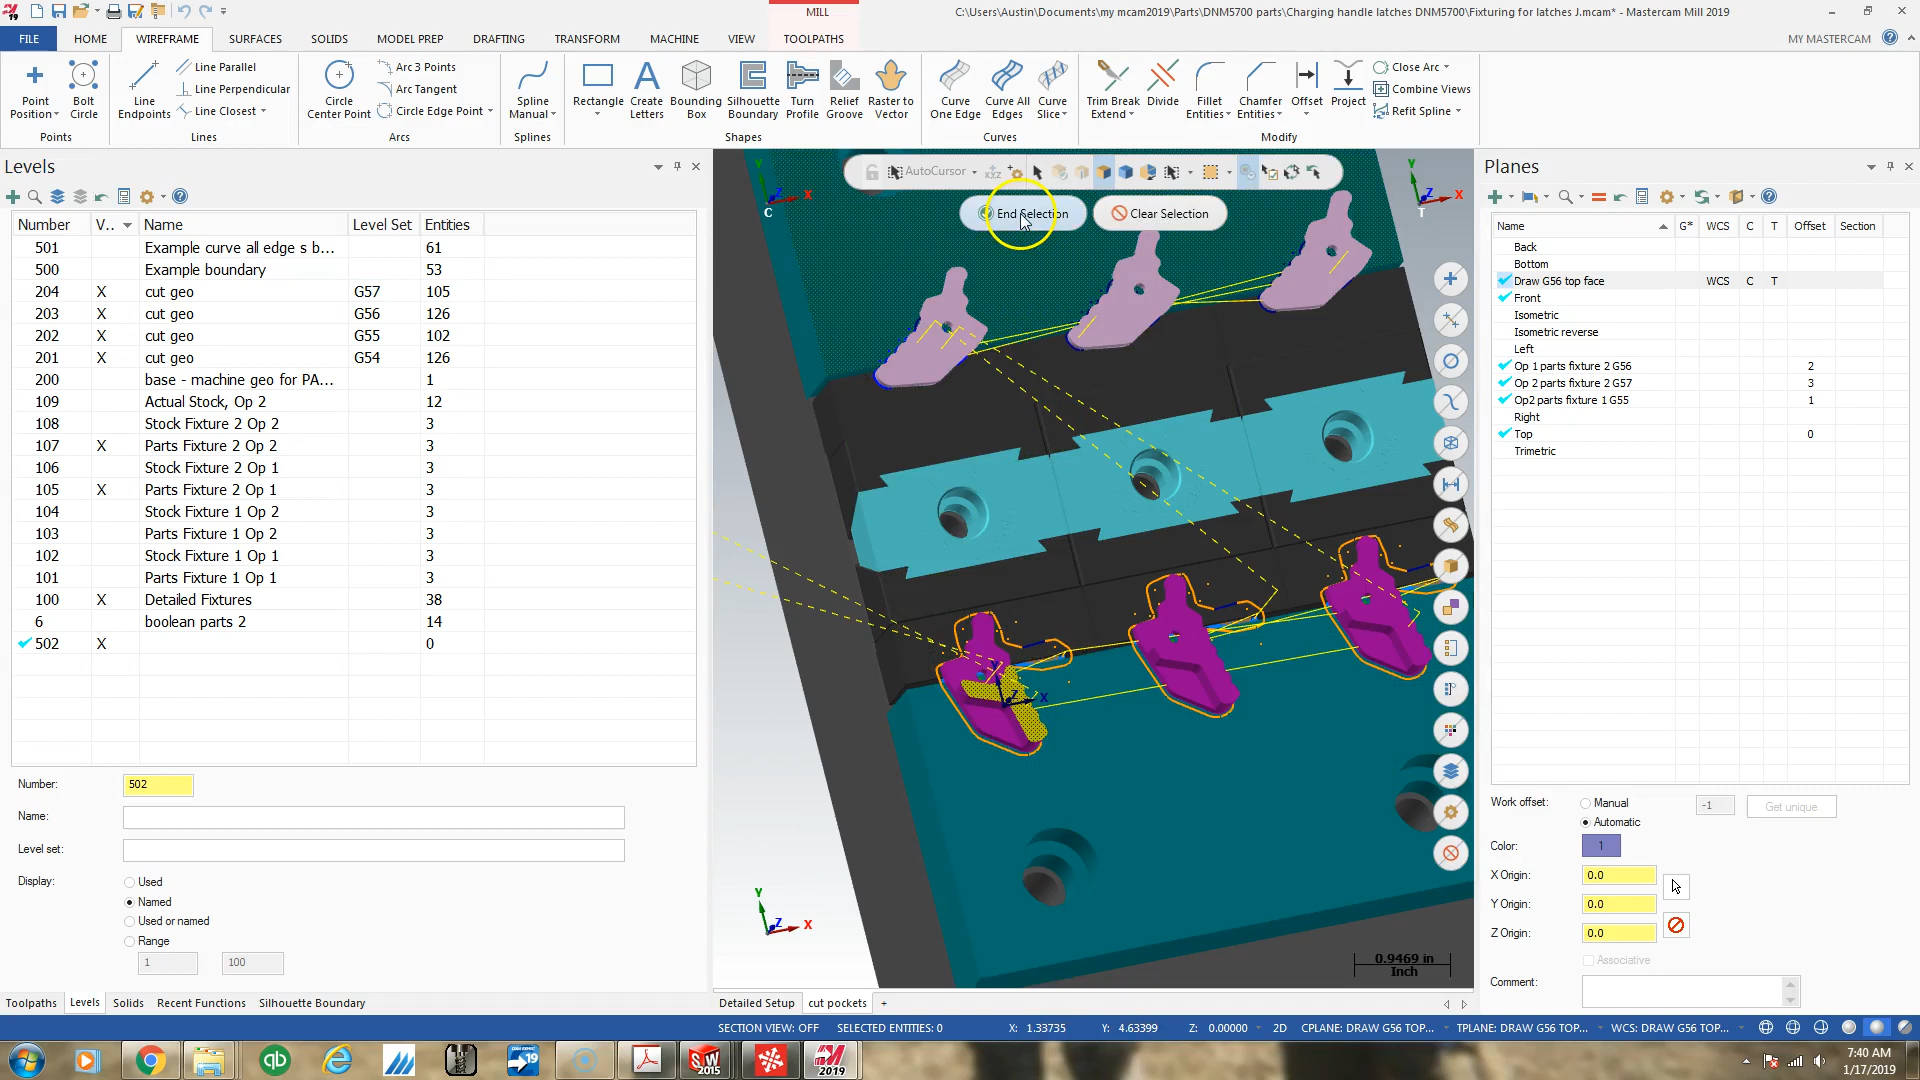 C:\Users\Austin\Documents\my mcam2019\Parts\DNM5700 parts\Charging handle latches DNM5700\Fixturing for latches J.mcam* - Mastercam Mill 2019
MILL
FILE HOME WIREFRAME SURFACES SOLIDS MODEL PREP DRAFTING TRANSFORM MACHINE VIEW TOOLPATHS MY MASTERCAM
Point Position
Bolt Circle
Points
Line Endpoints
Line Parallel
Line Perpendicular
Line Closest
Lines
Circle Center Point
Arc 3 Points
Arc Tangent
Circle Edge Point
Arcs
Spline Manual
Splines
Rectangle
Create Letters
Bounding Box
Silhouette Boundary
Turn Profile
Relief Groove
Raster to Vector
Shapes
Curve One Edge
Curve All Edges
Curve Slice
Curves
Trim Break Extend
Divide
Fillet Entities
Chamfer Entities
Offset
Project
Close Arc
Combine Views
Refit Spline
Modify
Levels
Number V.. Name Level Set Entities
501 Example curve all edge s b... 61
500 Example boundary 53
204 X cut geo G57 105
203 X cut geo G56 126
202 X cut geo G55 102
201 X cut geo G54 126
200 base - machine geo for PA... 1
109 Actual Stock, Op 2 12
108 Stock Fixture 2 Op 2 3
107 X Parts Fixture 2 Op 2 3
106 Stock Fixture 2 Op 1 3
105 X Parts Fixture 2 Op 1 3
104 Stock Fixture 1 Op 2 3
103 Parts Fixture 1 Op 2 3
102 Stock Fixture 1 Op 1 3
101 Parts Fixture 1 Op 1 3
100 X Detailed Fixtures 38
6 boolean parts 2 14
502 X 0
Number: 502
Name:
Level set:
Display:
Used
Named
Used or named
Range
1 100
Toolpaths Levels Solids Recent Functions Silhouette Boundary
AutoCursor
End Selection Clear Selection
Y X C
Y Z X T
Z X
Y Z X
0.9469 in
Inch
Detailed Setup cut pockets +
Planes
Name G* WCS C T Offset Section
Back
Bottom
Draw G56 top face WCS C T
Front
Isometric
Isometric reverse
Left
Op 1 parts fixture 2 G56 2
Op 2 parts fixture 2 G57 3
Op2 parts fixture 1 G55 1
Right
Top 0
Trimetric
Work offset: Manual -1 Get unique
Automatic
Color: 1
X Origin: 0.0
Y Origin: 0.0
Z Origin: 0.0
Associative
Comment:
SECTION VIEW: OFF SELECTED ENTITIES: 0 X: 1.33735 Y: 4.63399 Z: 0.00000 2D CPLANE: DRAW G56 TOP... TPLANE: DRAW G56 TOP... WCS: DRAW G56 TOP...
7:40 AM
1/17/2019